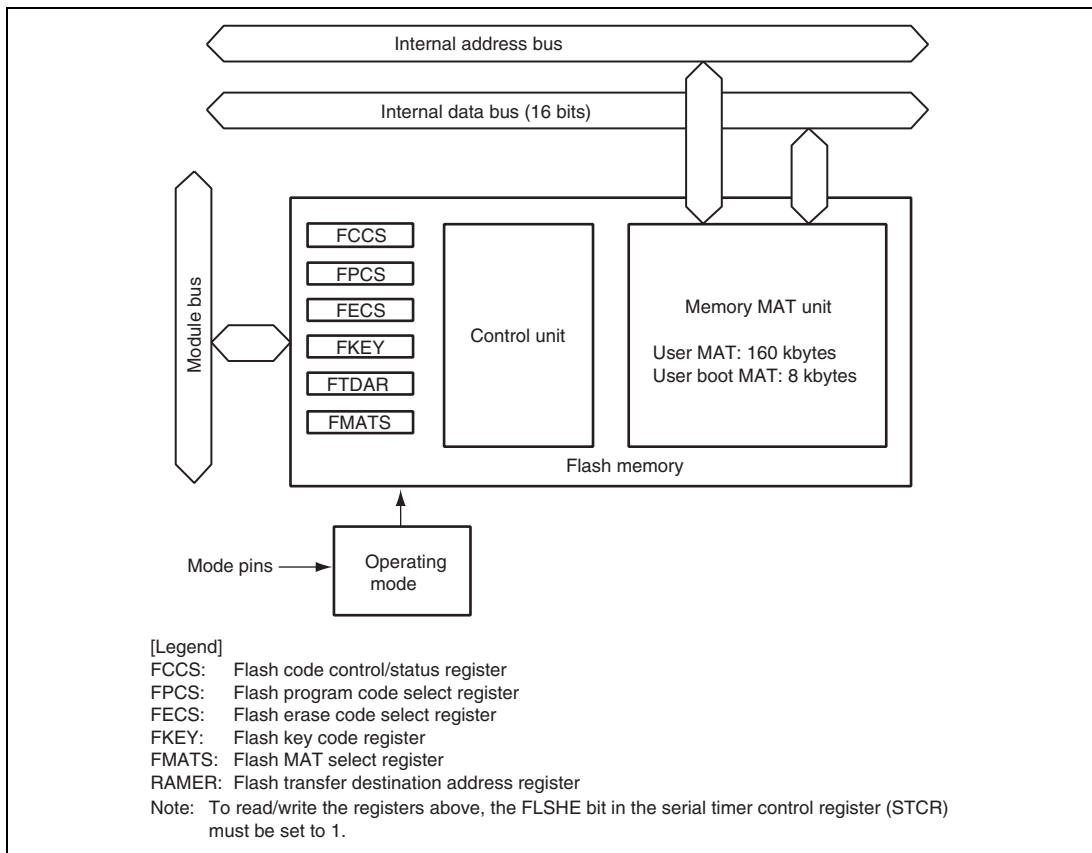 Internal address bus
Internal data bus (16 bits)
Module bus
FCCS
FPCS
FECS
FKEY
FTDAR
FMATS
Control unit
Memory MAT unit
User MAT: 160 kbytes
User boot MAT: 8 kbytes
Flash memory
Mode pins
Operating
mode
[Legend]
FCCS: Flash code control/status register
FPCS: Flash program code select register
FECS: Flash erase code select register
FKEY: Flash key code register
FMATS: Flash MAT select register
RAMER: Flash transfer destination address register
Note: To read/write the registers above, the FLSHE bit in the serial timer control register (STCR)
must be set to 1.